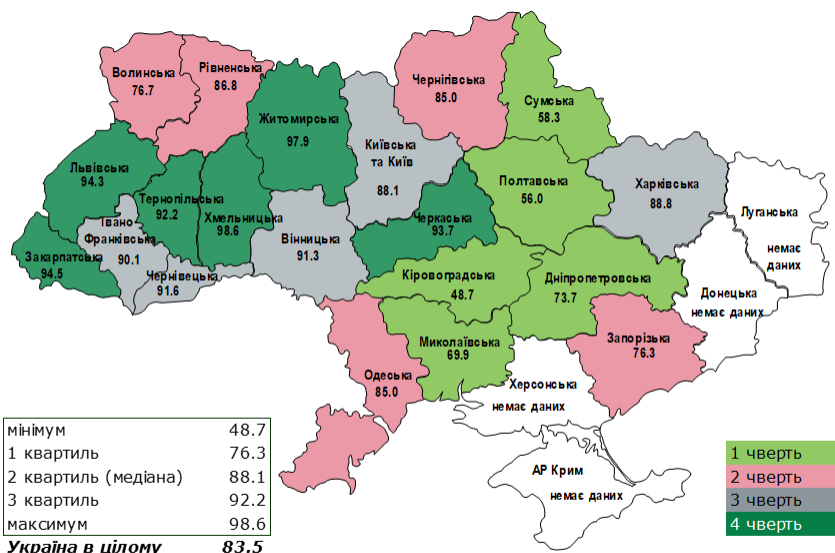 Волинська
76.7
Рівненська
86.8
Житомирська
97.9
Київська
та Київ
88.1
Чернігівська
85.0
Сумська
58.3
Львівська
94.3
Тернопільська
92.2
Хмельницька
98.6
Івано
Франківська
90.1
Закарпатська
94.5
Чернівецька
91.6
Вінницька
91.3
Черкаська
93.7
Полтавська
56.0
Харківська
88.8
Луганська
немає
даних
Кіровоградська
48.7
Дніпропетровська
73.7
Донецька
немає даних
Запорізька
76.3
Миколаївська
69.9
Одеська
85.0
Херсонська
немає даних
АР Крим
немає даних
мінімум 48.7
1 квартиль 76.3
2 квартиль (медіана) 88.1
3 квартиль 92.2
максимум 98.6
Україна в цілому 83.5
1 чверть
2 чверть
3 чверть
4 чверть